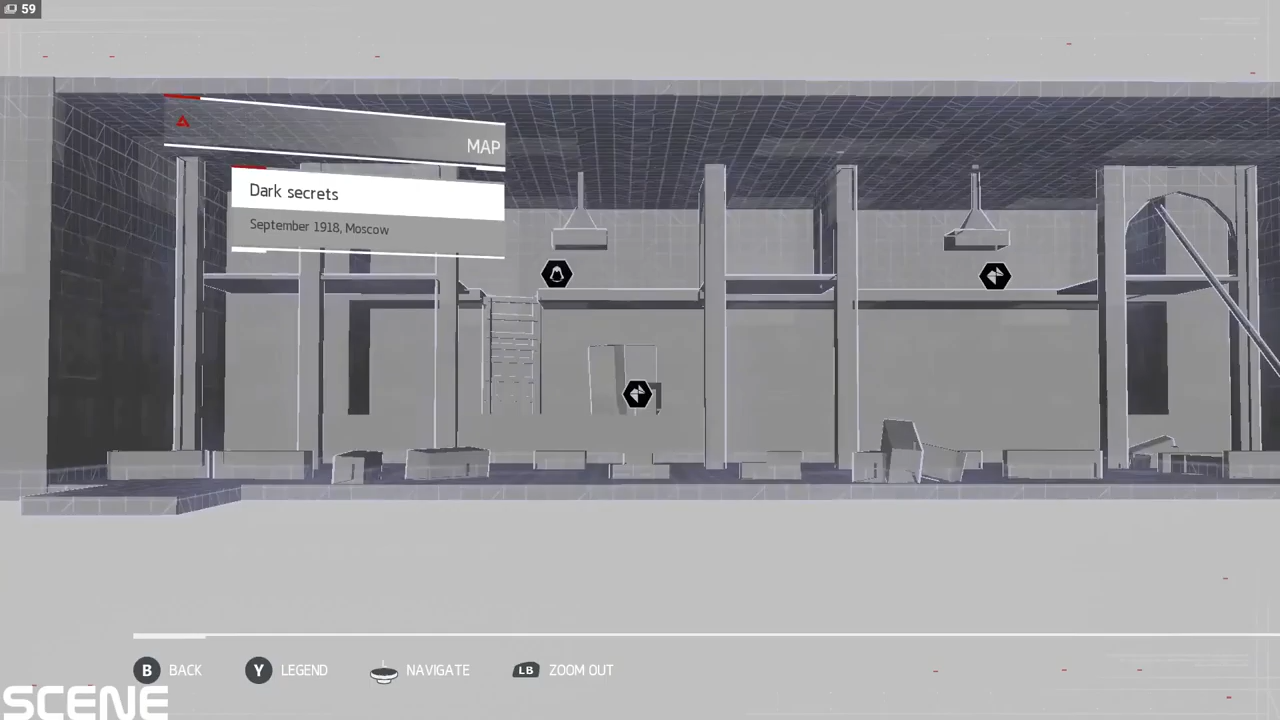 59
MAP
Dark secrets
September 1918, Moscow
B BACK Y LEGEND NAVIGATE LB ZOOM OUT
SCENE